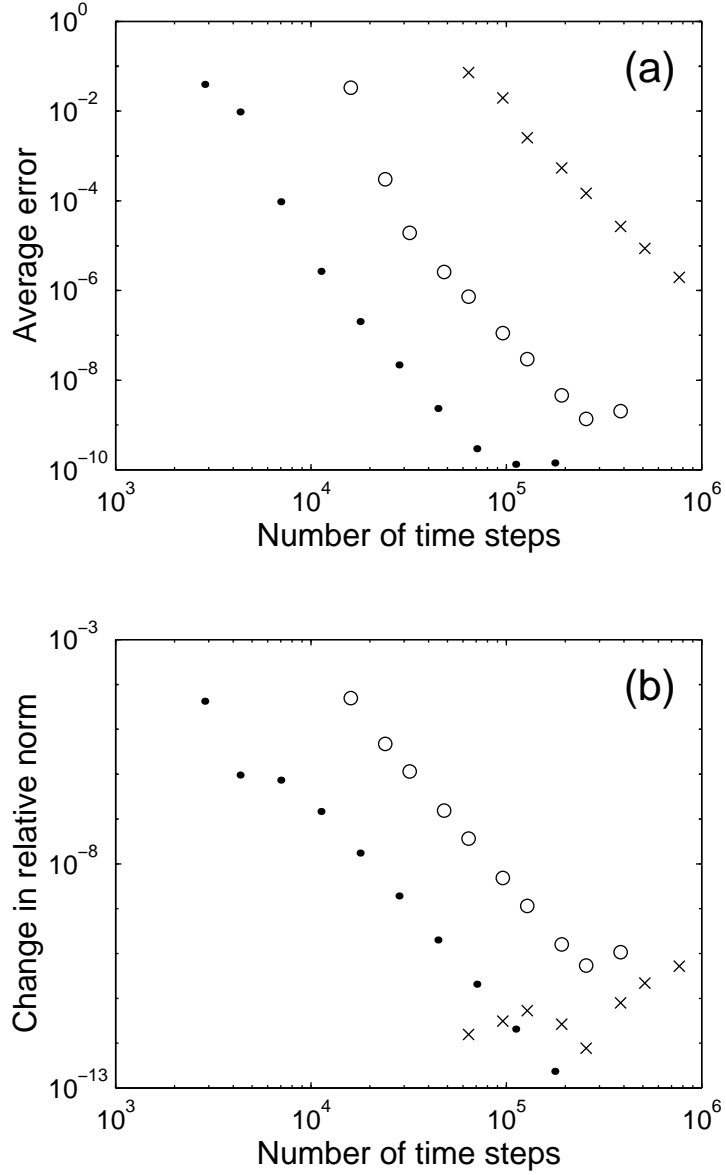 (a)
Average error
10^0
10^−2
10^−4
10^−6
10^−8
10^−10
10^3 10^4 10^5 10^6
Number of time steps
(b)
Change in relative norm
10^−3
10^−8
10^−13
10^3 10^4 10^5 10^6
Number of time steps